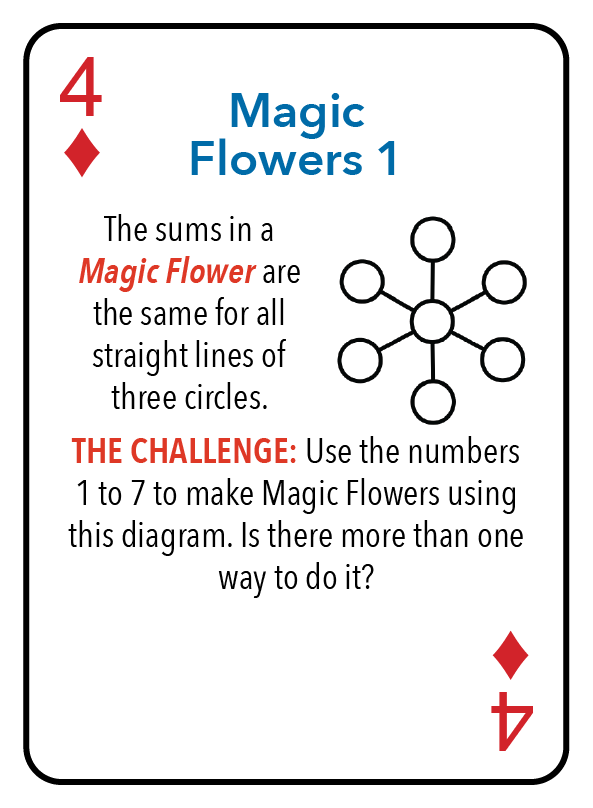 4
Magic
Flowers 1
The sums in a
Magic Flower are
the same for all
straight lines of
three circles.
THE CHALLENGE: Use the numbers
1 to 7 to make Magic Flowers using
this diagram. Is there more than one
way to do it?
4